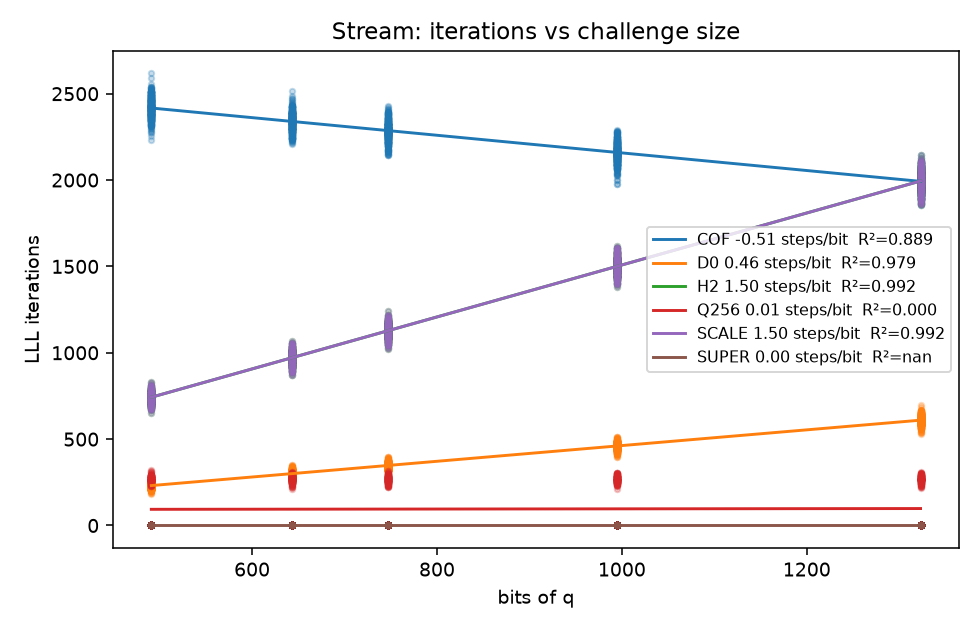 Stream: iterations vs challenge size
LLL iterations
2500
2000
1500
1000
500
0
COF -0.51 steps/bit R²=0.889
D0 0.46 steps/bit R²=0.979
H2 1.50 steps/bit R²=0.992
Q256 0.01 steps/bit R²=0.000
SCALE 1.50 steps/bit R²=0.992
SUPER 0.00 steps/bit R²=nan
600 800 1000 1200
bits of q